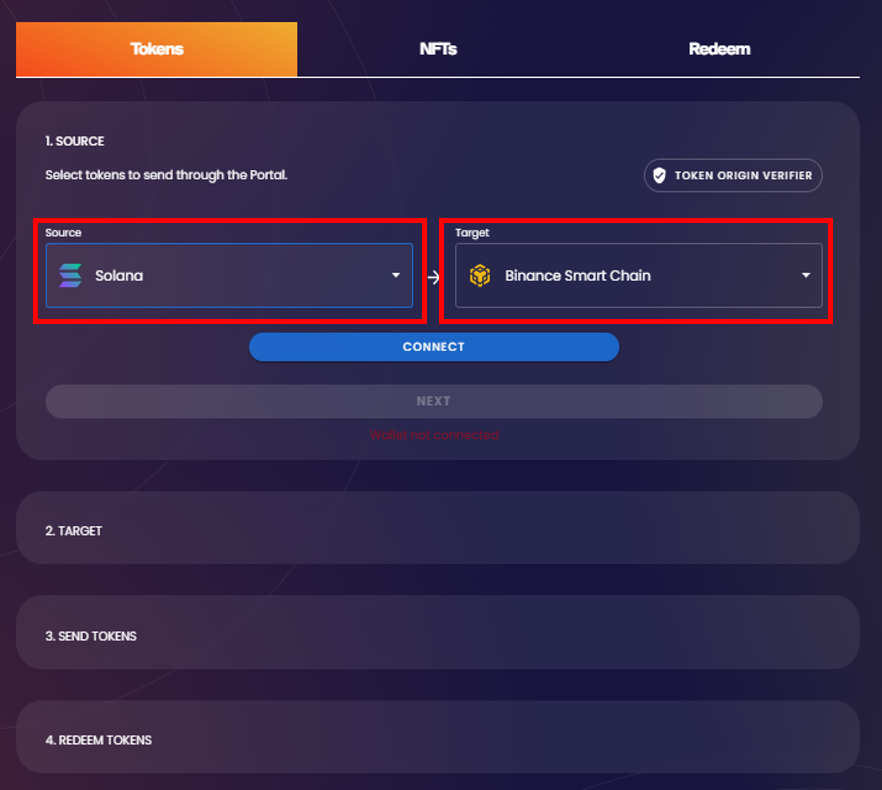 Tokens NFTs Redeem
1. SOURCE
Select tokens to send through the Portal.
TOKEN ORIGIN VERIFIER
Source Target
Solana Binance Smart Chain
CONNECT
NEXT
Wallet not connected
2. TARGET
3. SEND TOKENS
4. REDEEM TOKENS